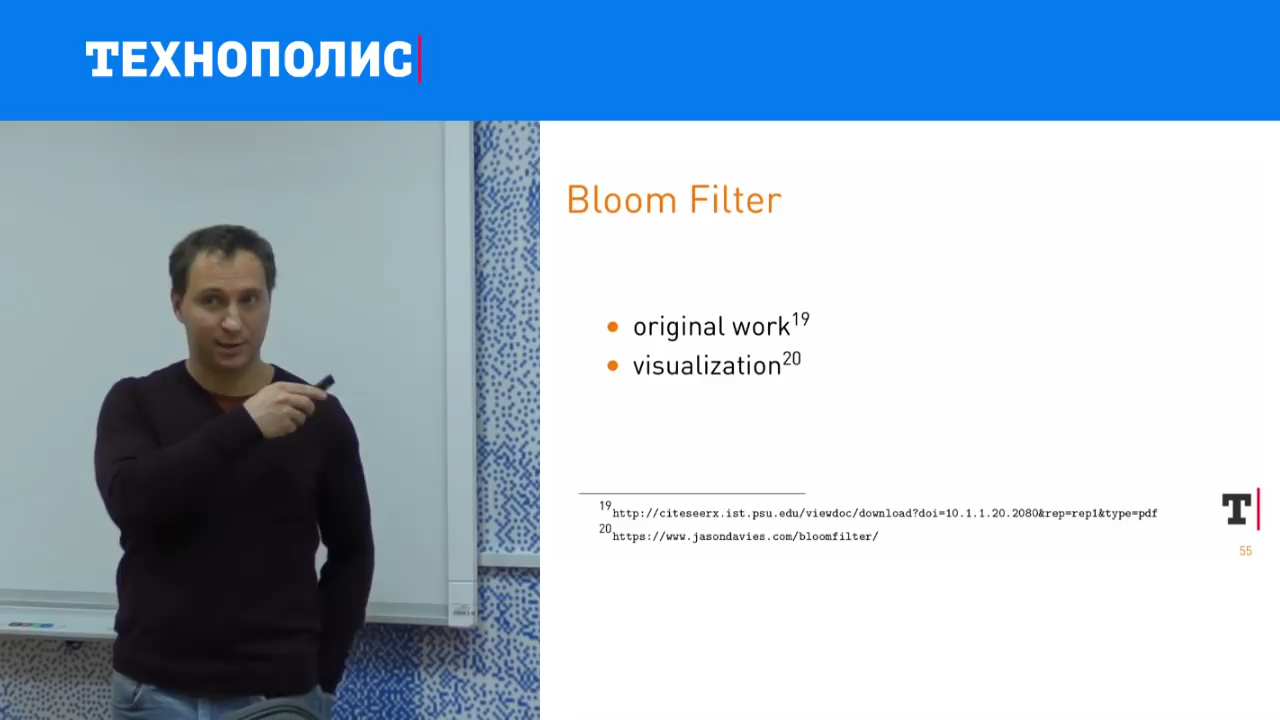 ТЕХНОПОЛИС
Bloom Filter
• original work19
• visualization20
19http://citeseerx.ist.psu.edu/viewdoc/download?doi=10.1.1.20.2080&rep=rep1&type=pdf
20https://www.jasondavies.com/bloomfilter/
T
55